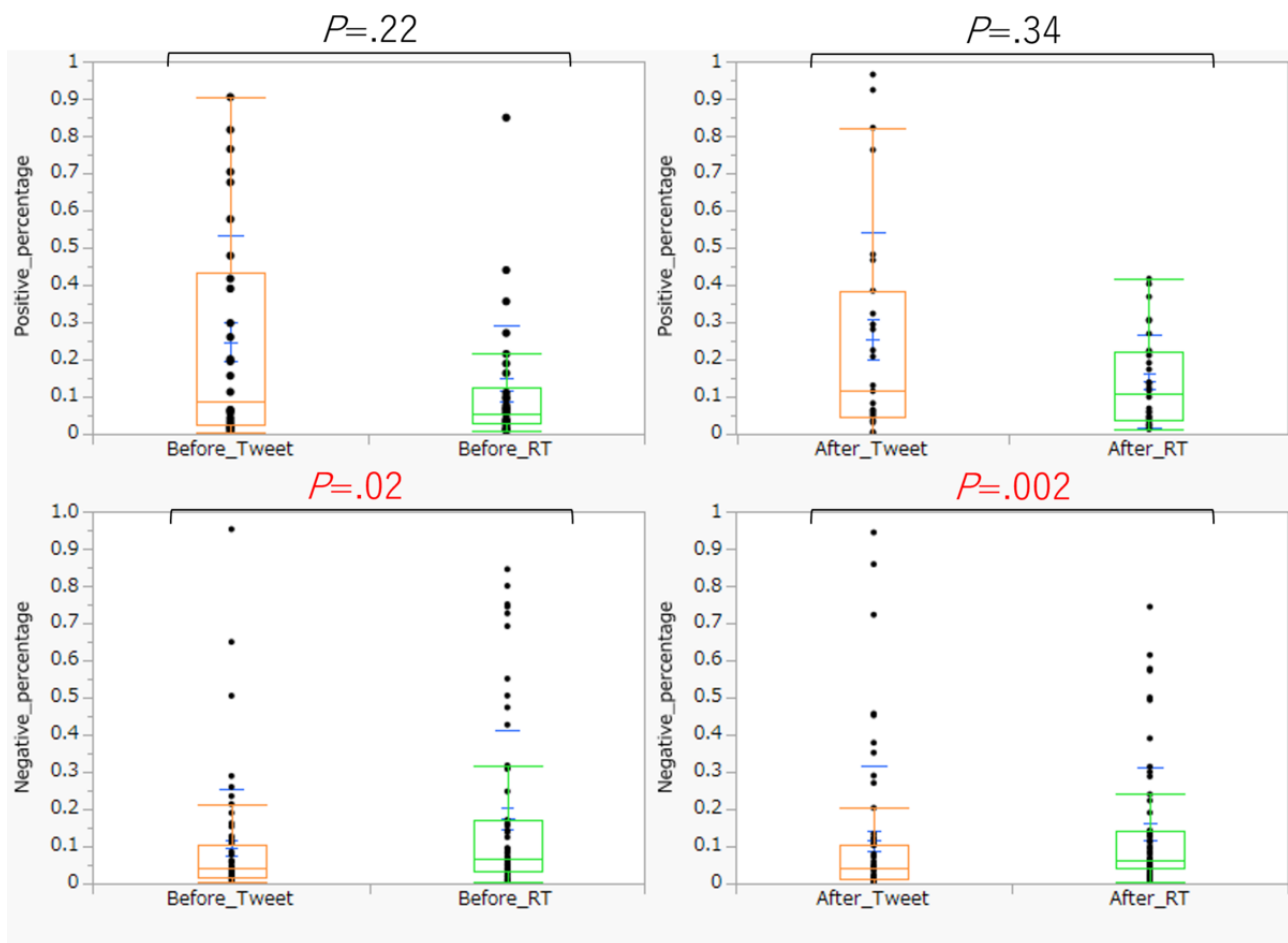 P=.22
P=.34
1
0.9
0.8
0.7
0.6
0.5
0.4
0.3
0.2
0.1
0
Positive_percentage
Before_Tweet
Before_RT
1
0.9
0.8
0.7
0.6
0.5
0.4
0.3
0.2
0.1
0
Positive_percentage
After_Tweet
After_RT
P=.02
P=.002
1.0
0.9
0.8
0.7
0.6
0.5
0.4
0.3
0.2
0.1
0
Negative_percentage
Before_Tweet
Before_RT
1
0.9
0.8
0.7
0.6
0.5
0.4
0.3
0.2
0.1
0
Negative_percentage
After_Tweet
After_RT